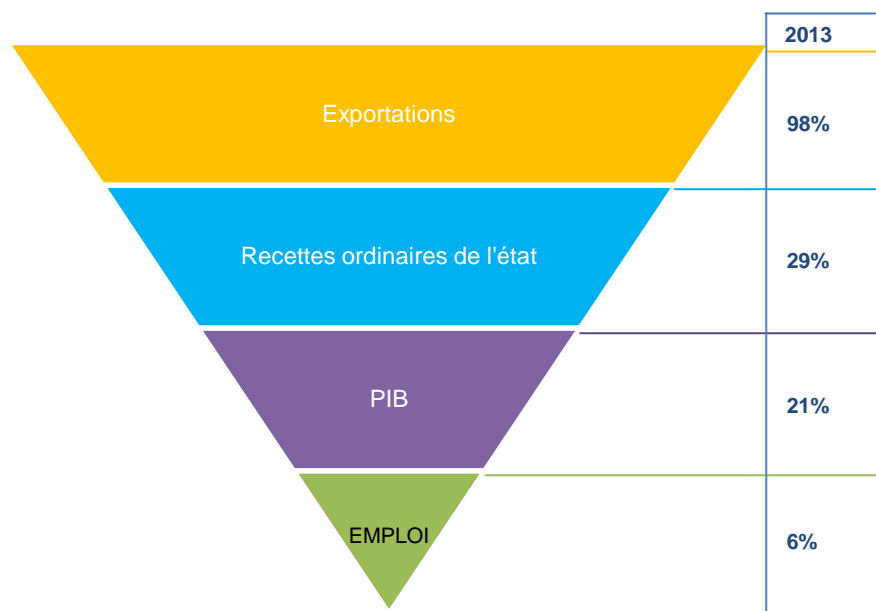 2013
Exportations
98%
Recettes ordinaires de l'état
29%
PIB
21%
EMPLOI
6%